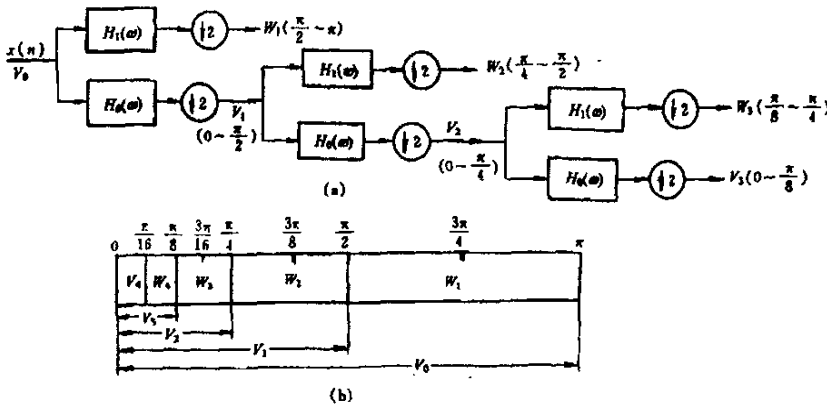 x(n)
V₀
H₁(ω)
↓2
W₁(π/2～π)
H₀(ω)
↓2
V₁
(0～π/2)
H₁(ω)
↓2
W₂(π/4～π/2)
H₀(ω)
↓2
V₂
(0～π/4)
H₁(ω)
↓2
W₃(π/8～π/4)
H₀(ω)
↓2
V₃(0～π/8)
(a)
0 π/16 π/8 3π/16 π/4 3π/8 π/2 3π/4 π
V₄ W₄ W₃ W₂ W₁
V₃
V₂
V₁
V₀
(b)